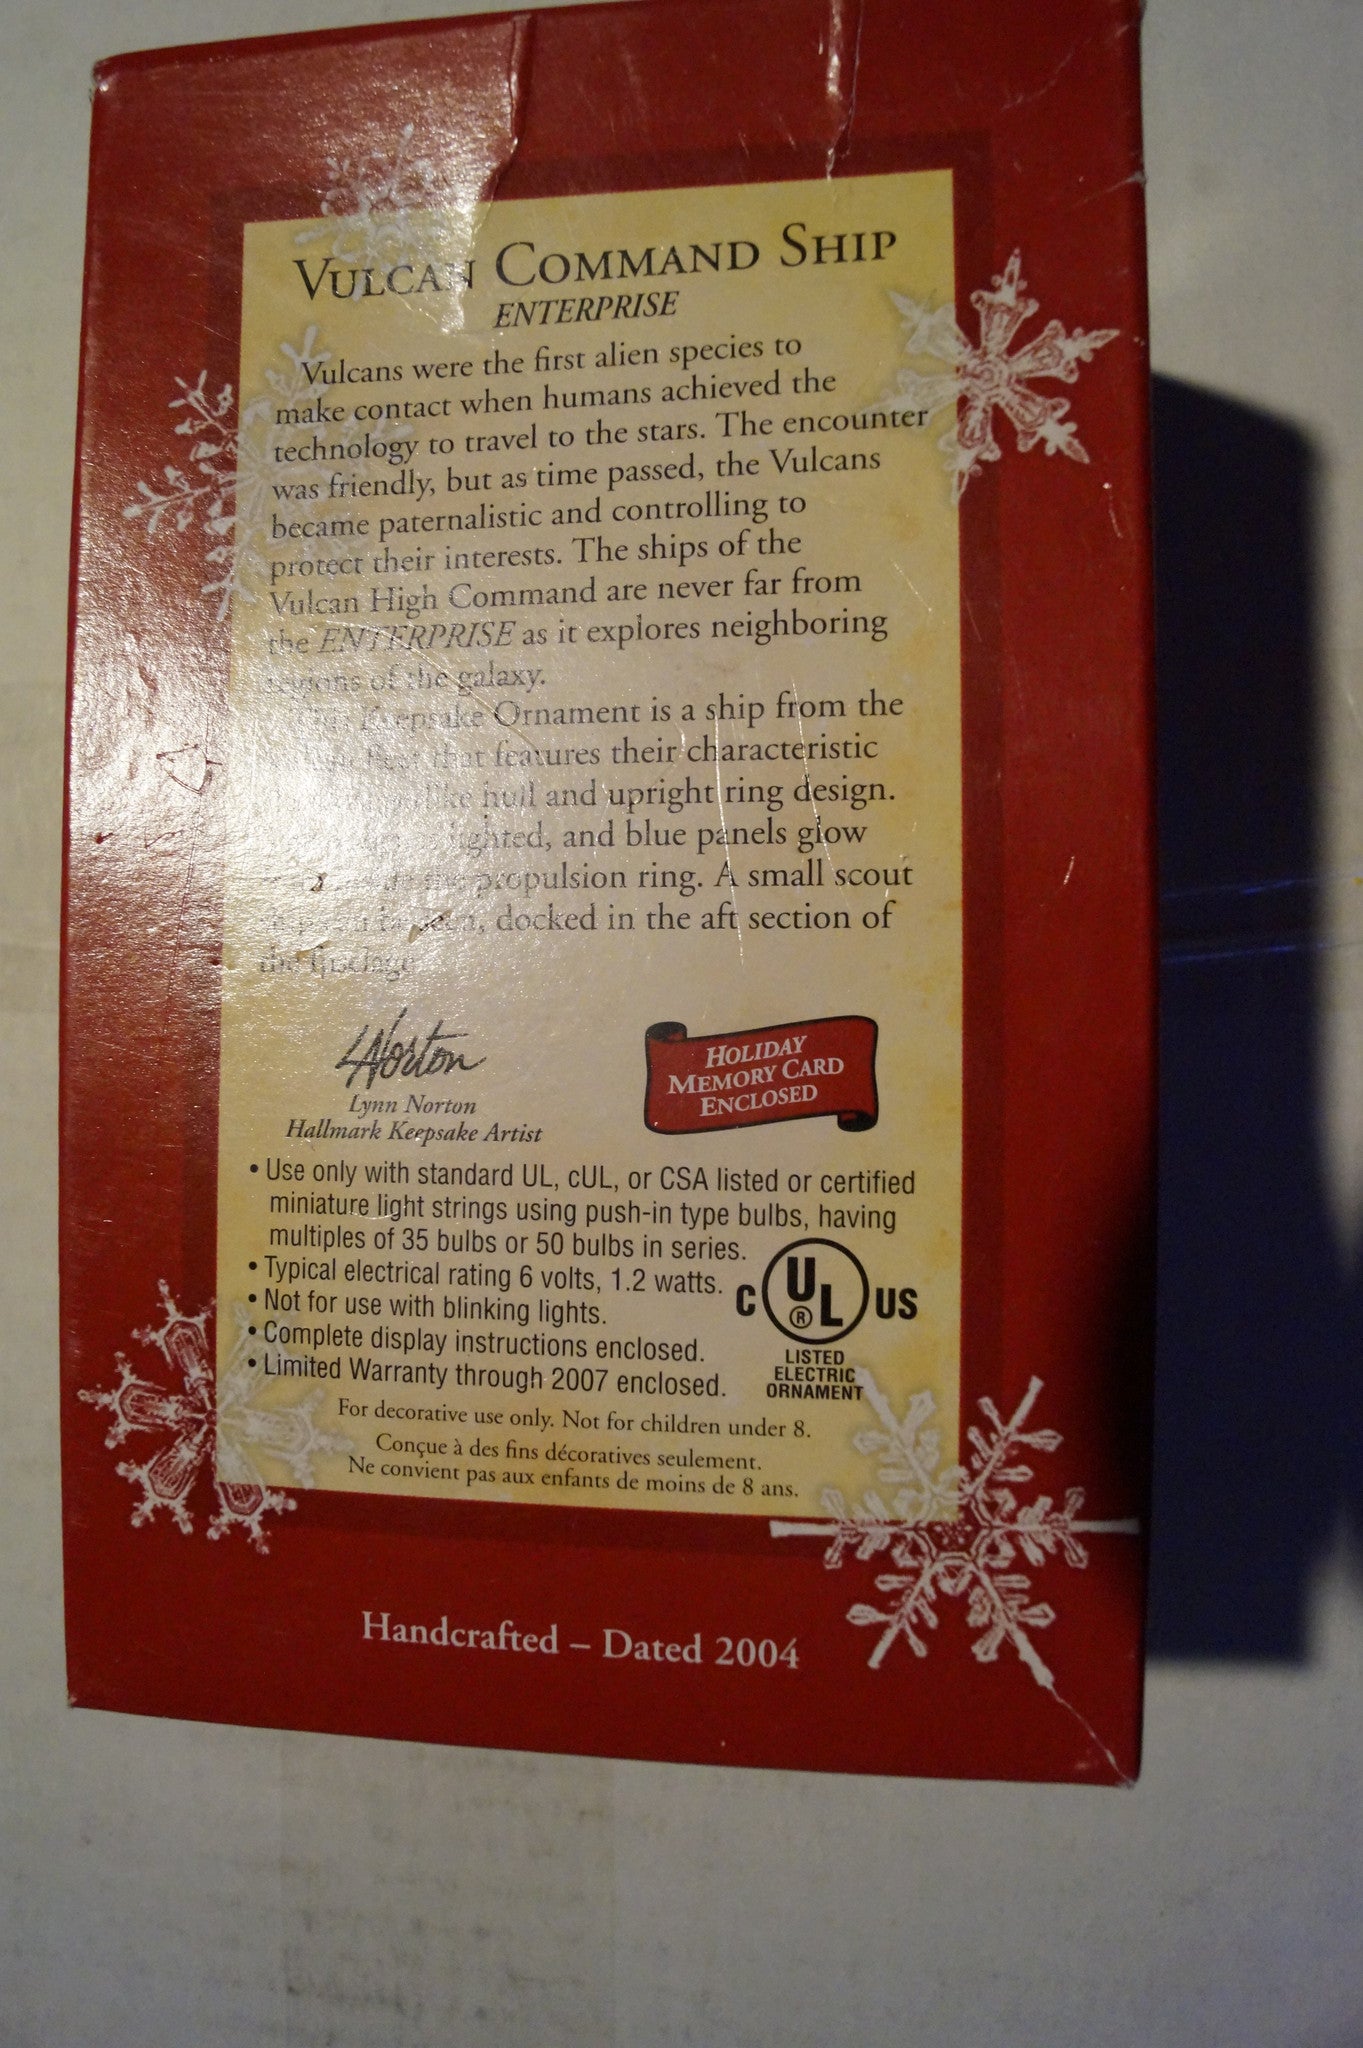 VULCAN COMMAND SHIP
ENTERPRISE
Vulcans were the first alien species to
make contact when humans achieved the
technology to travel to the stars. The encounter
was friendly, but as time passed, the Vulcans
became paternalistic and controlling to
protect their interests. The ships of the
Vulcan High Command are never far from
the ENTERPRISE as it explores neighboring
regions of the galaxy.
This Keepsake Ornament is a ship from the
that features their characteristic
hull and upright ring design.
lighted, and blue panels glow
the propulsion ring. A small scout
docked in the aft section of
the fuselage
LNorton
Lynn Norton
Hallmark Keepsake Artist
HOLIDAY
MEMORY CARD
ENCLOSED
• Use only with standard UL, cUL, or CSA listed or certified
miniature light strings using push-in type bulbs, having
multiples of 35 bulbs or 50 bulbs in series.
• Typical electrical rating 6 volts, 1.2 watts.
• Not for use with blinking lights.
• Complete display instructions enclosed.
• Limited Warranty through 2007 enclosed.
C UL® US
LISTED
ELECTRIC
ORNAMENT
For decorative use only. Not for children under 8.
Conçue à des fins décoratives seulement.
Ne convient pas aux enfants de moins de 8 ans.
Handcrafted – Dated 2004